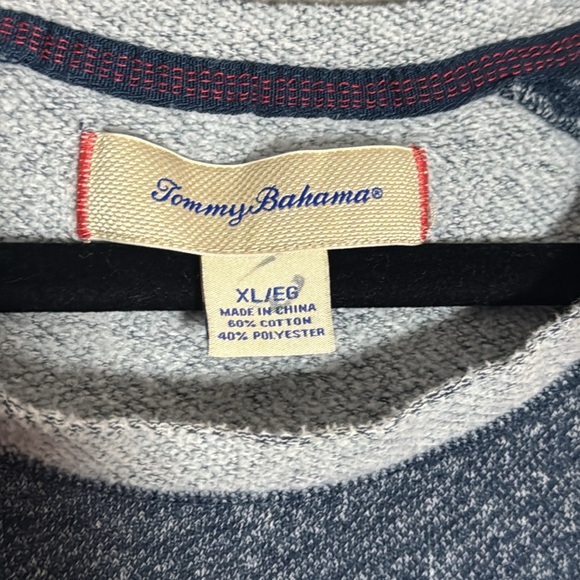 Tommy Bahama®
XL/EG
MADE IN CHINA
60% COTTON
40% POLYESTER